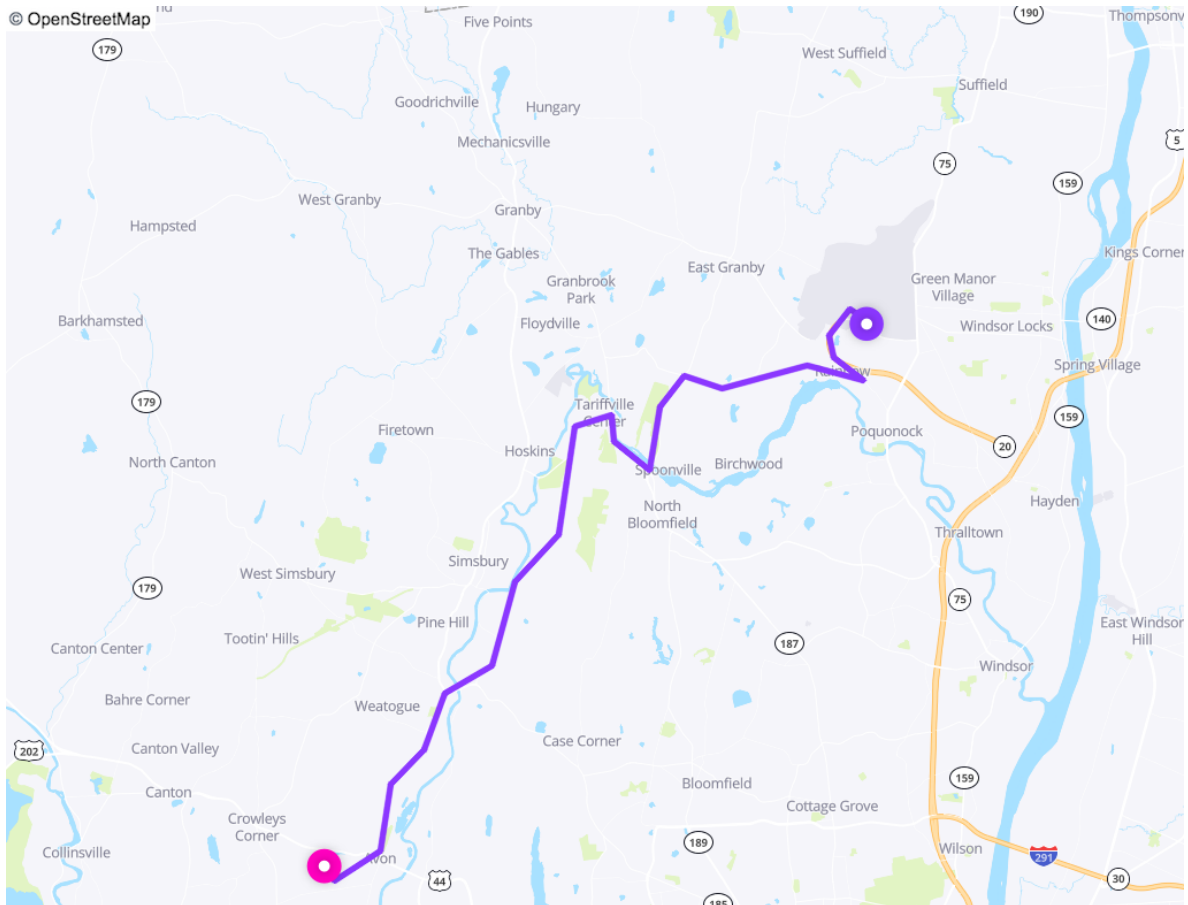 © OpenStreetMap
nd
190
Thompsonv
179
Five Points
West Suffield
Suffield
Goodrichville
Hungary
Mechanicsville
5
75
159
West Granby
Granby
Hampsted
The Gables
Kings Corner
East Granby
Granbrook
Park
Green Manor
Village
Barkhamsted
Floydville
Windsor Locks
140
Spring Village
179
Tariffville
Center
159
Firetown
Poquonock
20
Hoskins
North Canton
Spoonville
Birchwood
Hayden
North
Bloomfield
Thralltown
Simsbury
West Simsbury
179
75
Pine Hill
East Windsor
Hill
Tootin' Hills
187
Canton Center
Windsor
Bahre Corner
Weatogue
202
Canton Valley
Case Corner
Bloomfield
159
Canton
Cottage Grove
Crowleys
Corner
189
Collinsville
Avon
Wilson
291
44
30
185